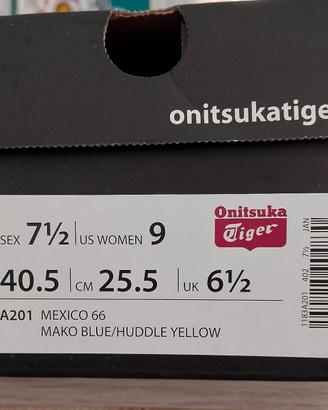 onitsukatige
SEX 7½ US WOMEN 9
Onitsuka
Tiger
40.5 CM 25.5 UK 6½
A201 MEXICO 66
MAKO BLUE/HUDDLE YELLOW
1183A201 402 7½ JAN